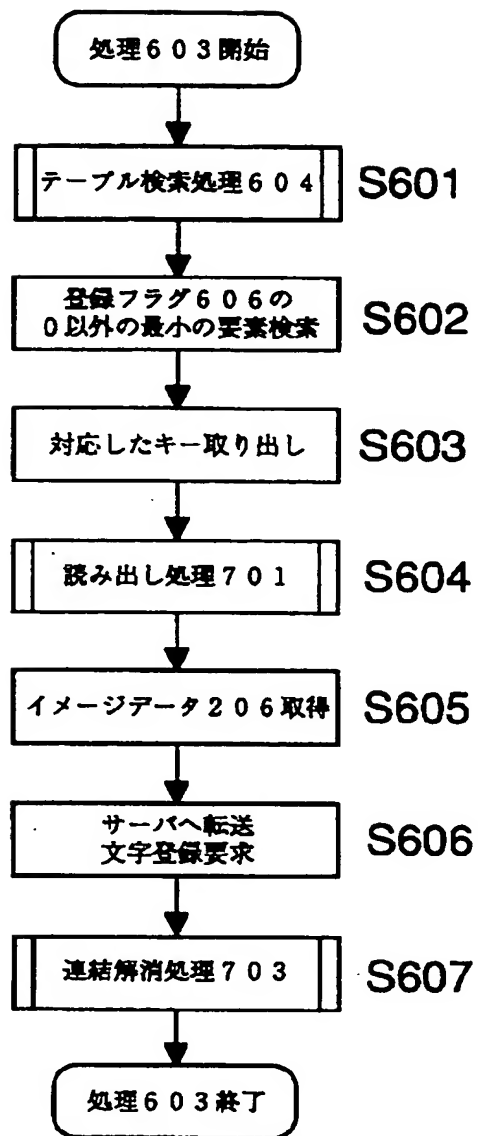 処理６０３開始
テーブル検索処理６０４
S601
登録フラグ６０６の
０以外の最小の要素検索
S602
対応したキー取り出し
S603
読み出し処理７０１
S604
イメージデータ２０６取得
S605
サーバへ転送
文字登録要求
S606
連結解消処理７０３
S607
処理６０３終了